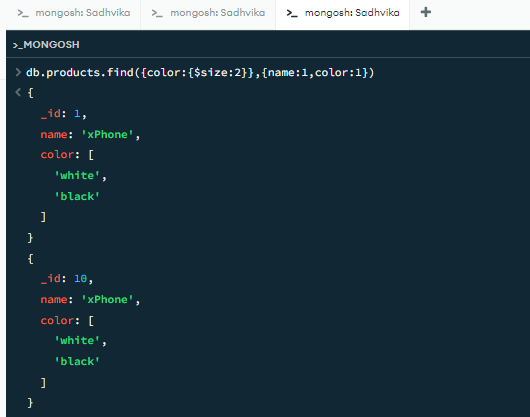 >_ mongosh: Sadhvika >_ mongosh: Sadhvika >_ mongosh: Sadhvika +
>_MONGOSH
> db.products.find({color:{$size:2}},{name:1,color:1})
< {
_id: 1,
name: 'xPhone',
color: [
'white',
'black'
]
}
{
_id: 10,
name: 'xPhone',
color: [
'white',
'black'
]
}